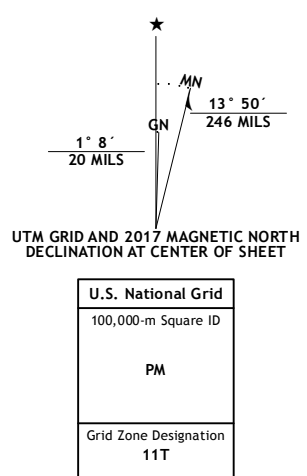 ★
MN
GN
13° 50´
246 MILS
1° 8´
20 MILS
UTM GRID AND 2017 MAGNETIC NORTH
DECLINATION AT CENTER OF SHEET
U.S. National Grid
100,000-m Square ID
PM
Grid Zone Designation
11T